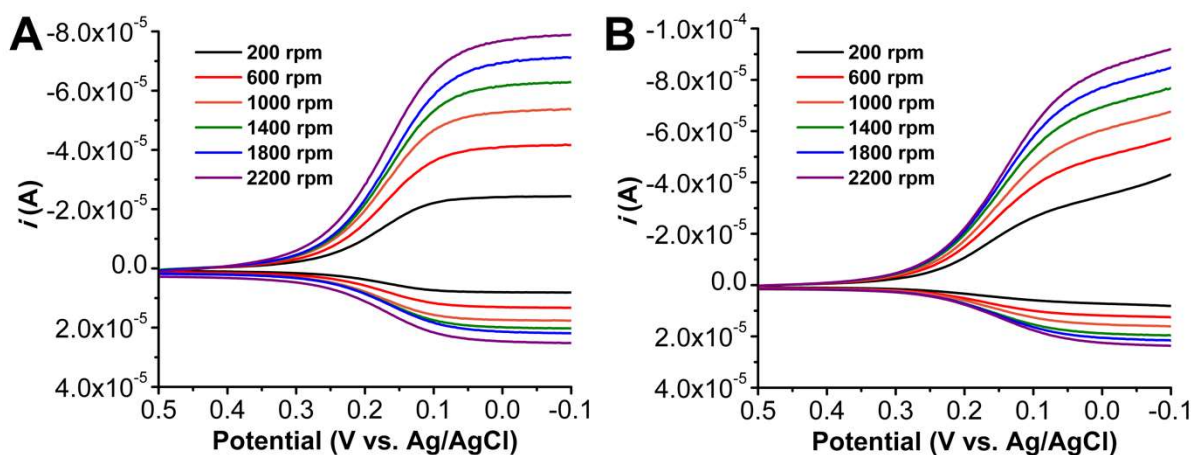 A
-8.0x10⁻⁵
-6.0x10⁻⁵
-4.0x10⁻⁵
-2.0x10⁻⁵
0.0
2.0x10⁻⁵
4.0x10⁻⁵
i (A)
200 rpm
600 rpm
1000 rpm
1400 rpm
1800 rpm
2200 rpm
0.5 0.4 0.3 0.2 0.1 0.0 -0.1
Potential (V vs. Ag/AgCl)
B
-1.0x10⁻⁴
-8.0x10⁻⁵
-6.0x10⁻⁵
-4.0x10⁻⁵
-2.0x10⁻⁵
0.0
2.0x10⁻⁵
4.0x10⁻⁵
i (A)
200 rpm
600 rpm
1000 rpm
1400 rpm
1800 rpm
2200 rpm
0.5 0.4 0.3 0.2 0.1 0.0 -0.1
Potential (V vs. Ag/AgCl)